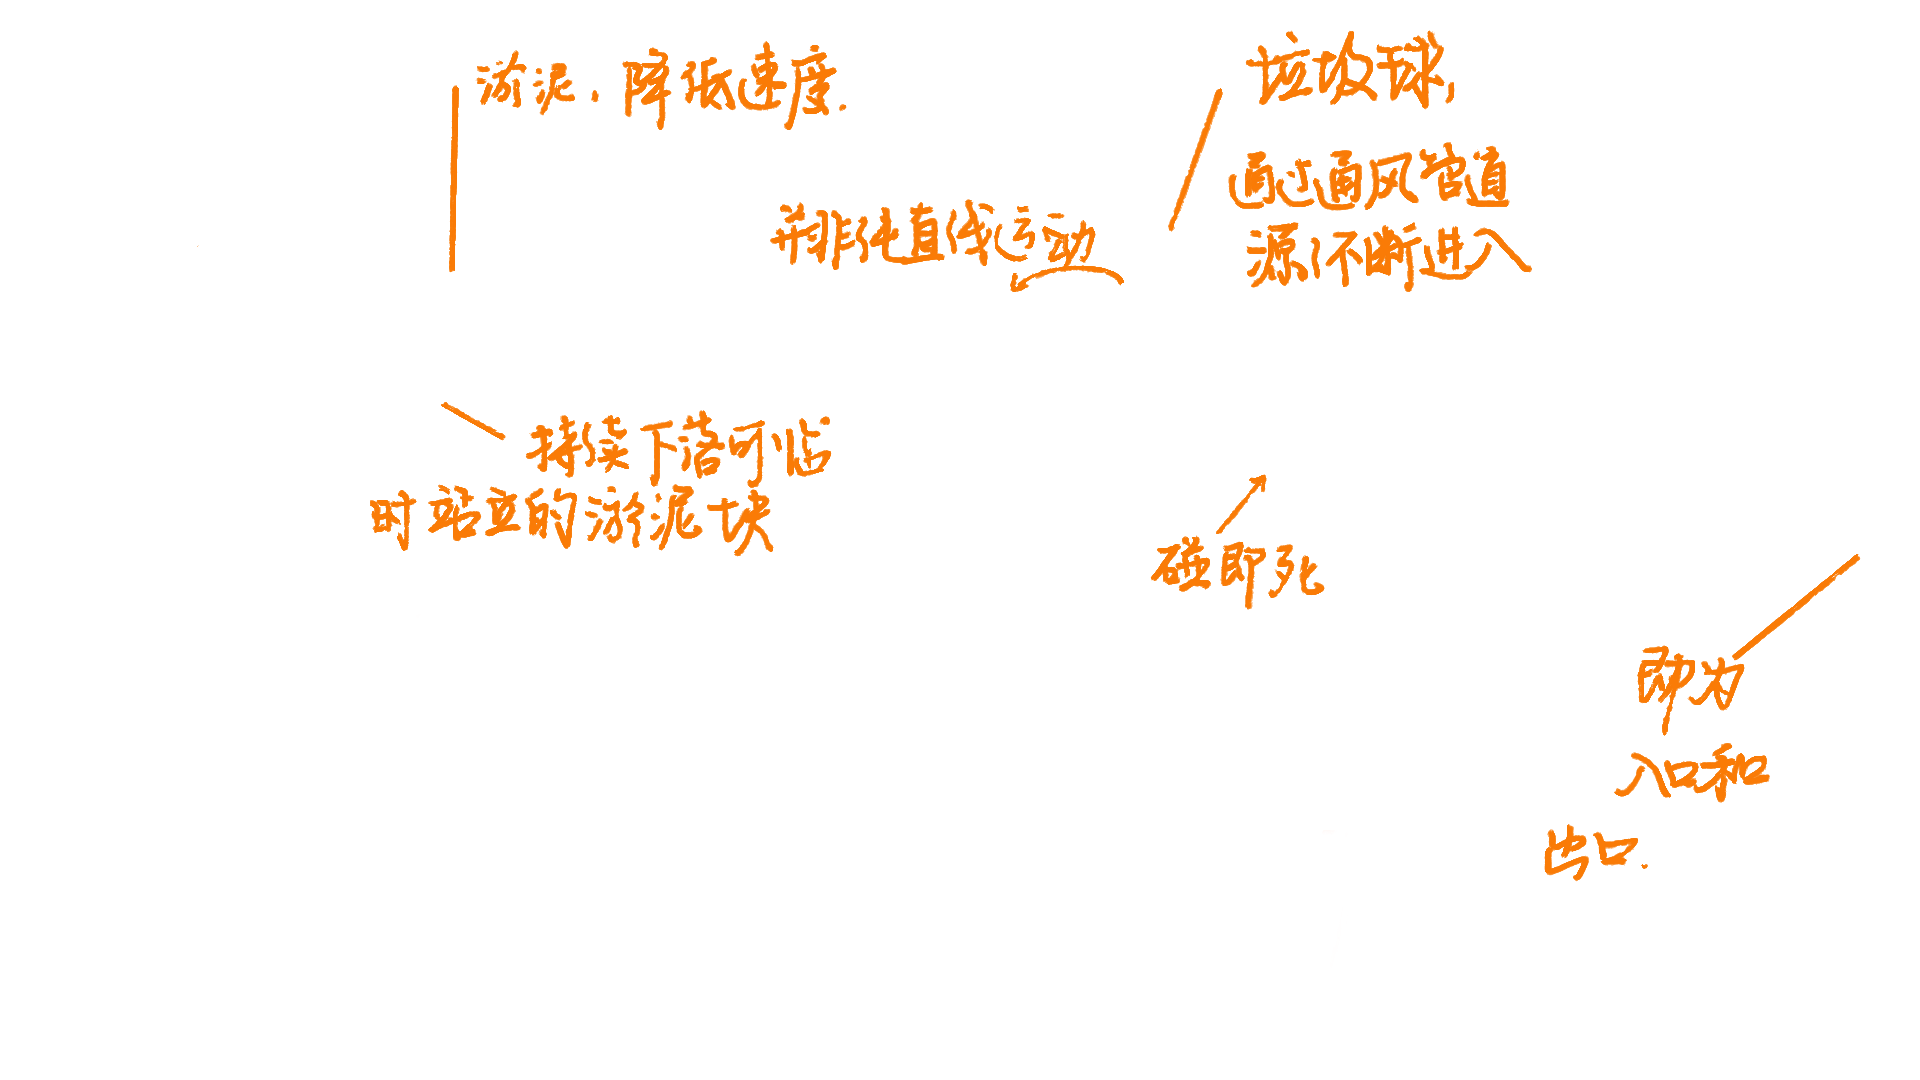 淤泥，降低速度.
垃圾球，
通过通风管道
源源不断进入
并非纯直线运动
持续下落可临
时站立的淤泥块
碰即死
即为
入口和
出口.